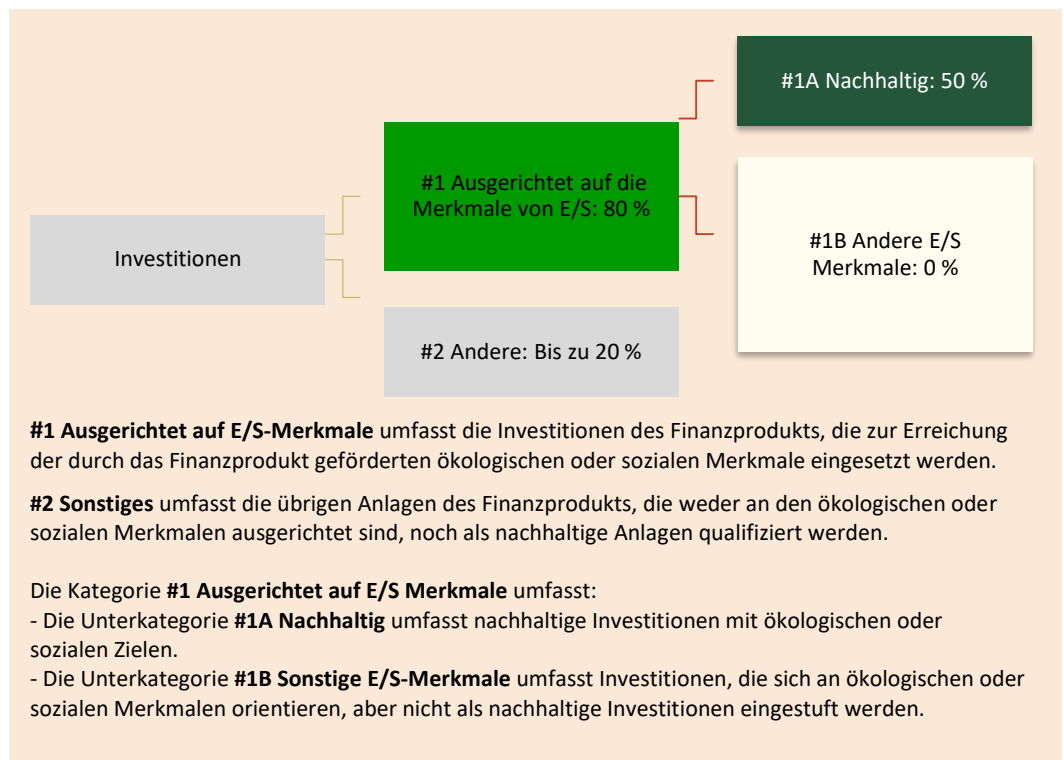 #1A Nachhaltig: 50 %
#1 Ausgerichtet auf die
Merkmale von E/S: 80 %
#1B Andere E/S
Merkmale: 0 %
Investitionen
#2 Andere: Bis zu 20 %
#1 Ausgerichtet auf E/S-Merkmale umfasst die Investitionen des Finanzprodukts, die zur Erreichung
der durch das Finanzprodukt geförderten ökologischen oder sozialen Merkmale eingesetzt werden.
#2 Sonstiges umfasst die übrigen Anlagen des Finanzprodukts, die weder an den ökologischen oder
sozialen Merkmalen ausgerichtet sind, noch als nachhaltige Anlagen qualifiziert werden.
Die Kategorie #1 Ausgerichtet auf E/S Merkmale umfasst:
- Die Unterkategorie #1A Nachhaltig umfasst nachhaltige Investitionen mit ökologischen oder
sozialen Zielen.
- Die Unterkategorie #1B Sonstige E/S-Merkmale umfasst Investitionen, die sich an ökologischen oder
sozialen Merkmalen orientieren, aber nicht als nachhaltige Investitionen eingestuft werden.